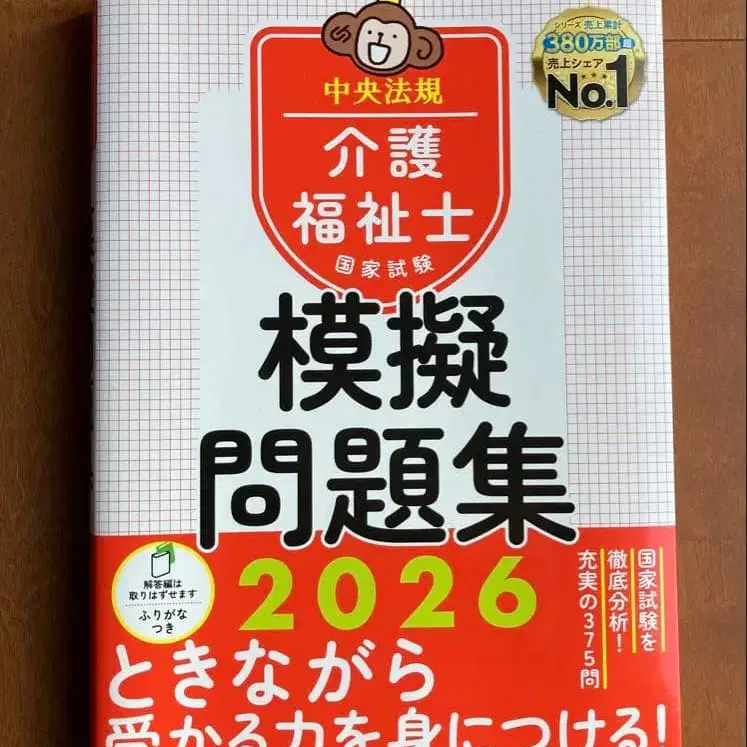 シリーズ 売上累計
380万部超
売上シェア
No.1
中央法規
介護
福祉士
国家試験
模擬
問題集
2026
国家試験を
徹底分析!
充実の375問
解答編は
取りはずせます
ふりがな
つき
ときながら
受かる力を身につける!